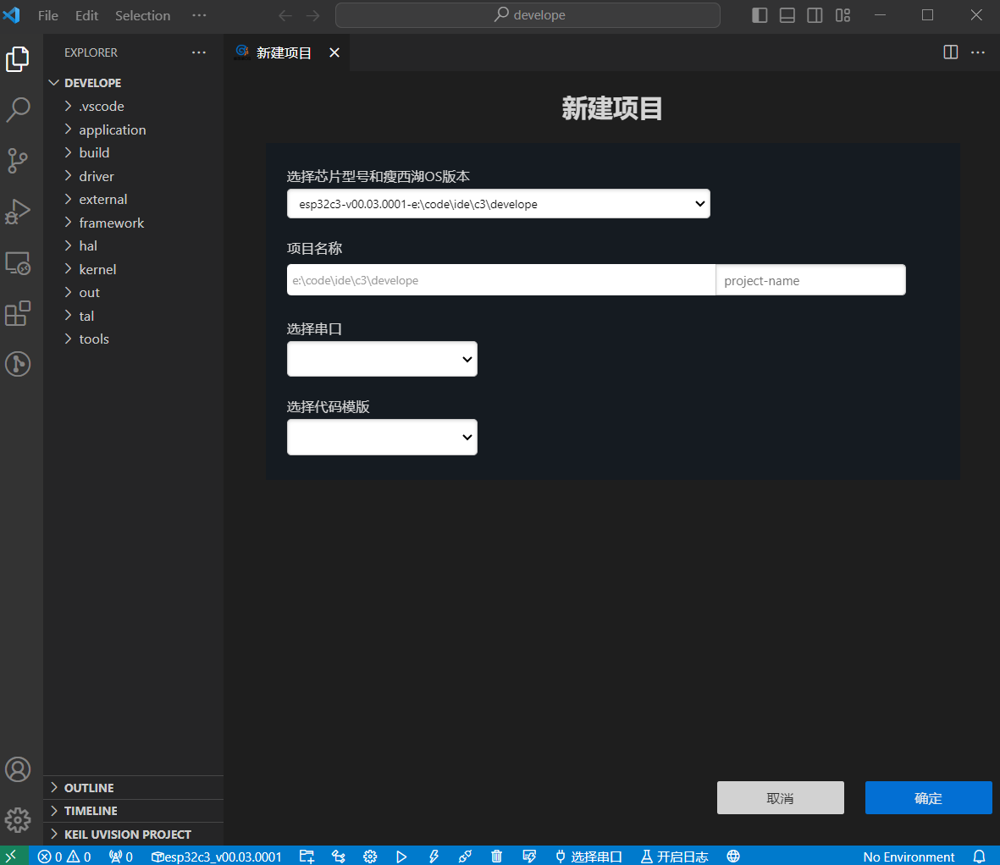 File Edit Selection ···
develope
EXPLORER ···
新建项目
DEVELOPE
.vscode
application
build
driver
external
framework
hal
kernel
out
tal
tools
OUTLINE
TIMELINE
KEIL UVISION PROJECT
新建项目
选择芯片型号和瘦西湖OS版本
esp32c3-v00.03.0001-e:\code\ide\c3\develope
项目名称
e:\code\ide\c3\develope project-name
选择串口
选择代码模版
取消 确定
0 0 0 esp32c3_v00.03.0001 选择串口 开启日志 No Environment